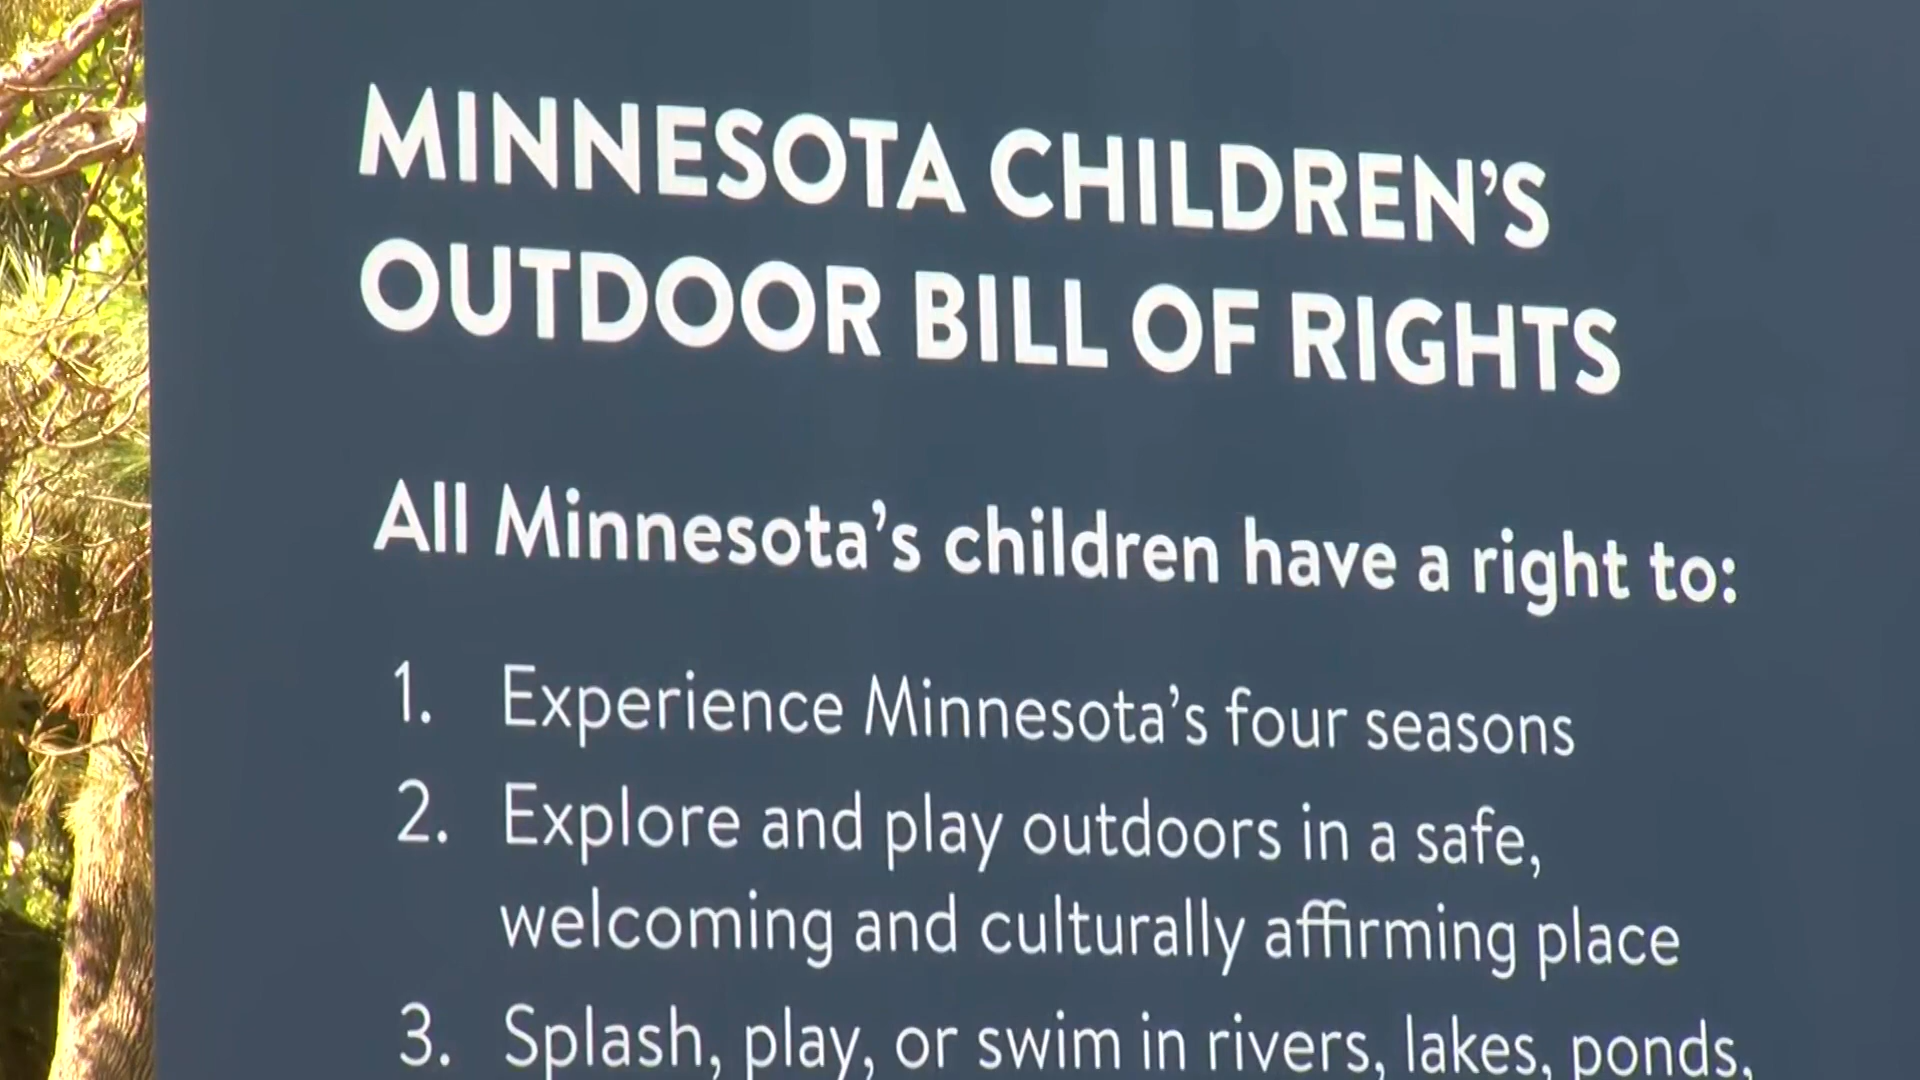 MINNESOTA CHILDREN’S
OUTDOOR BILL OF RIGHTS
All Minnesota’s children have a right to:
1. Experience Minnesota’s four seasons
2. Explore and play outdoors in a safe,
welcoming and culturally affirming place
3. Splash, play, or swim in rivers, lakes, ponds,